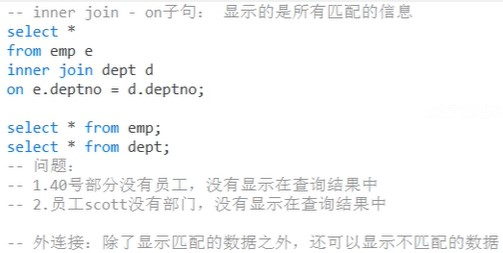 -- inner join - on子句： 显示的是所有匹配的信息
select *
from emp e
inner join dept d
on e.deptno = d.deptno;
select * from emp;
select * from dept;
-- 问题：
-- 1.40号部分没有员工，没有显示在查询结果中
-- 2.员工scott没有部门，没有显示在查询结果中
-- 外连接：除了显示匹配的数据之外，还可以显示不匹配的数据